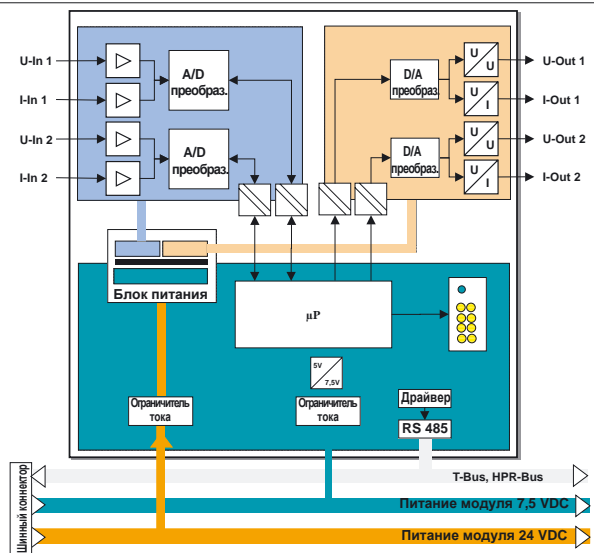 U-In 1
I-In 1
U-In 2
I-In 2
A/D
преобраз.
A/D
преобраз.
D/A
преобраз.
D/A
преобраз.
U
U
U
I
U
U
U
I
U-Out 1
I-Out 1
U-Out 2
I-Out 2
Блок питания
µP
5V
7,5V
Ограничитель
тока
Ограничитель
тока
Драйвер
RS 485
Шинный коннектор
T-Bus, HPR-Bus
Питание модуля 7,5 VDC
Питание модуля 24 VDC